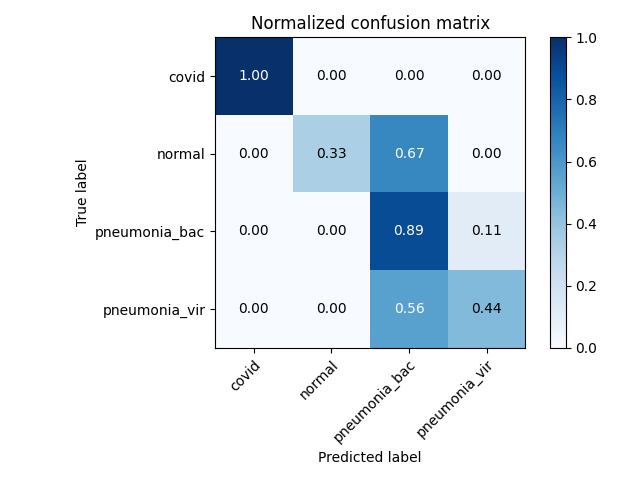 Normalized confusion matrix
True label
covid 1.00 0.00 0.00 0.00
normal 0.00 0.33 0.67 0.00
pneumonia_bac 0.00 0.00 0.89 0.11
pneumonia_vir 0.00 0.00 0.56 0.44
covid normal pneumonia_bac pneumonia_vir
Predicted label
1.0
0.8
0.6
0.4
0.2
0.0